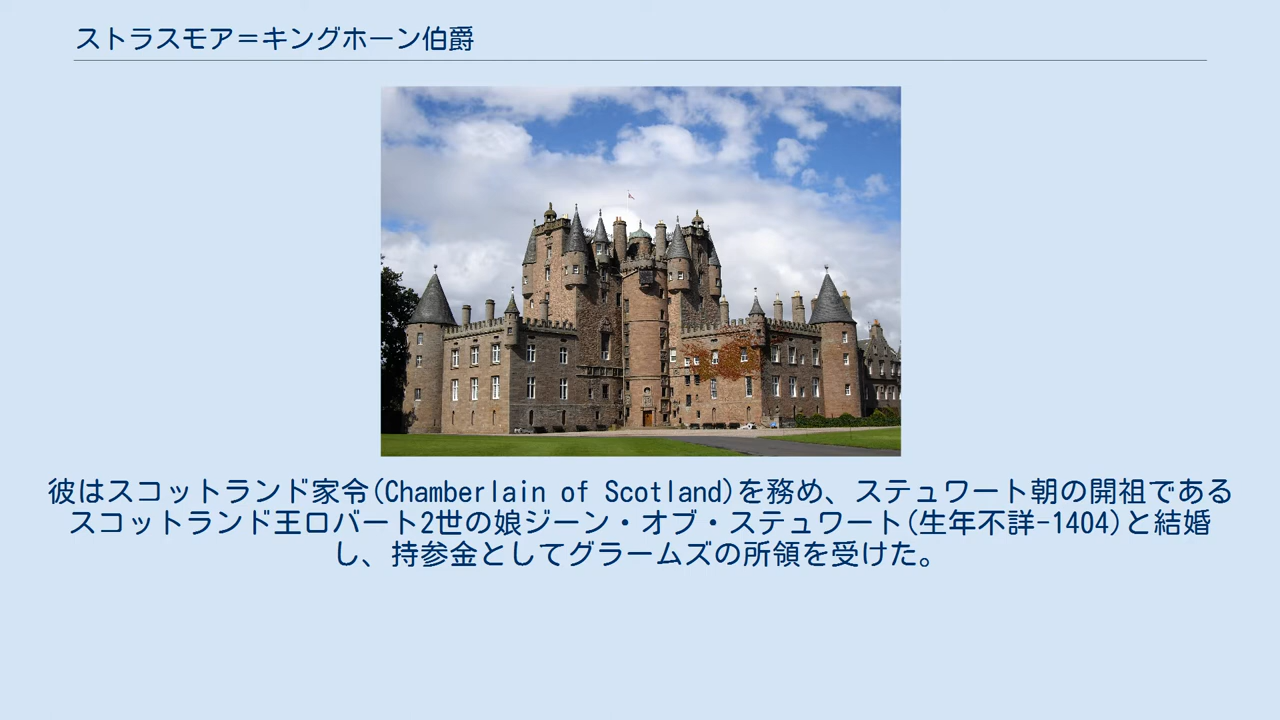 ストラスモア＝キングホーン伯爵
彼はスコットランド家令(Chamberlain of Scotland)を務め、ステュワート朝の開祖である
スコットランド王ロバート2世の娘ジーン・オブ・ステュワート(生年不詳-1404)と結婚
し、持参金としてグラームズの所領を受けた。